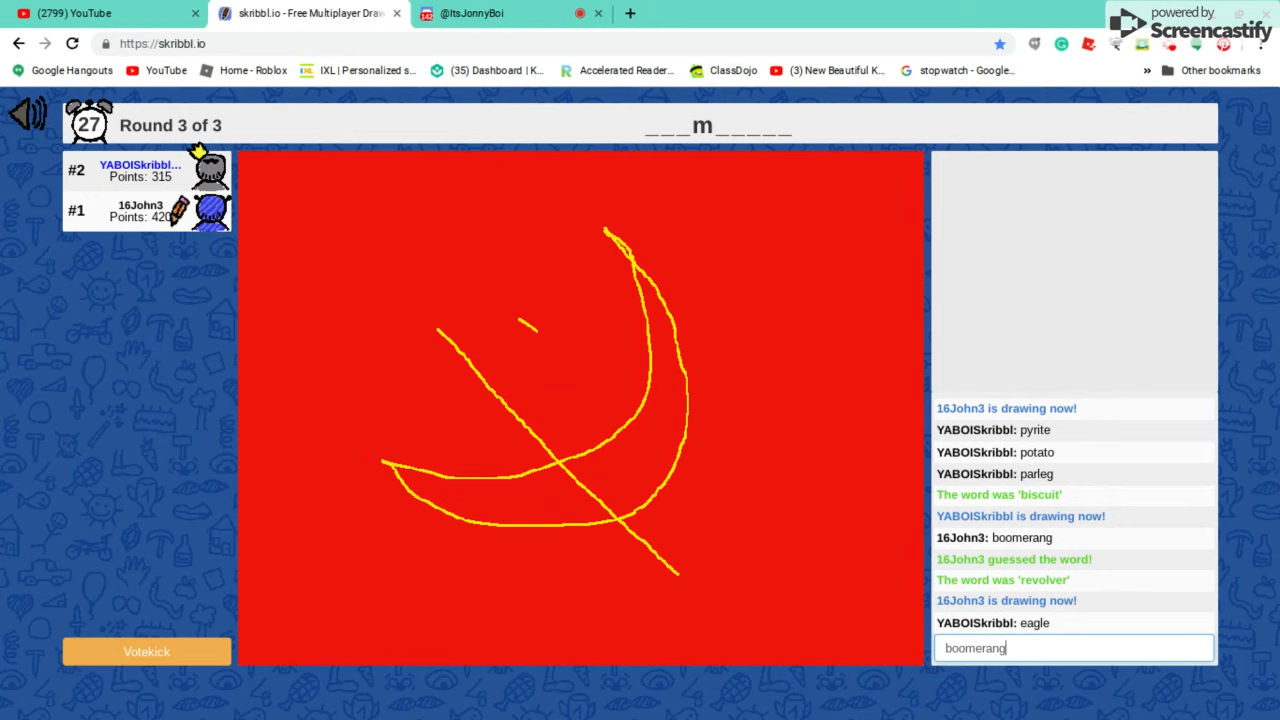 (2799) YouTube
skribbl.io - Free Multiplayer Draw
@ItsJonnyBoi
powered by
Screencastify
https://skribbl.io
Google Hangouts
YouTube
Home - Roblox
IXL | Personalized s...
(35) Dashboard | K...
Accelerated Reader...
ClassDojo
(3) New Beautiful K...
stopwatch - Google...
»
Other bookmarks
27
Round 3 of 3
_ _ _ m _ _ _ _ _
#2
YABOISkribbl...
Points: 315
#1
16John3
Points: 420
16John3 is drawing now!
YABOISkribbl: pyrite
YABOISkribbl: potato
YABOISkribbl: parleg
The word was 'biscuit'
YABOISkribbl is drawing now!
16John3: boomerang
16John3 guessed the word!
The word was 'revolver'
16John3 is drawing now!
YABOISkribbl: eagle
boomerang
Votekick